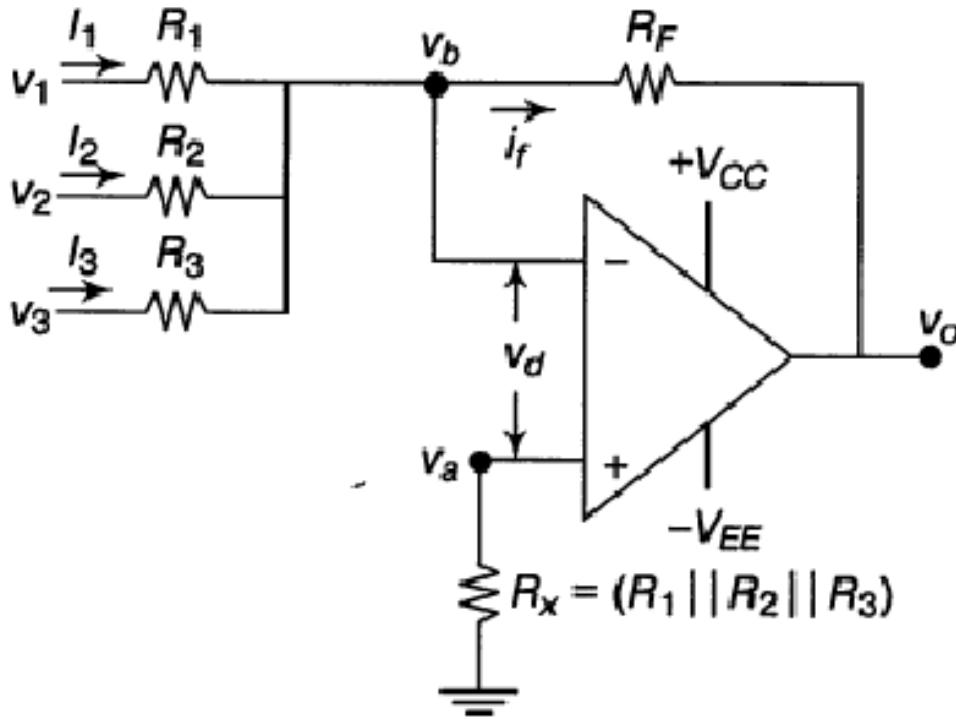 I1 R1
v1
I2 R2
v2
I3 R3
v3
vb
RF
jf
+VCC
−
vd
va
+
vo
−VEE
Rx = (R1 || R2 || R3)